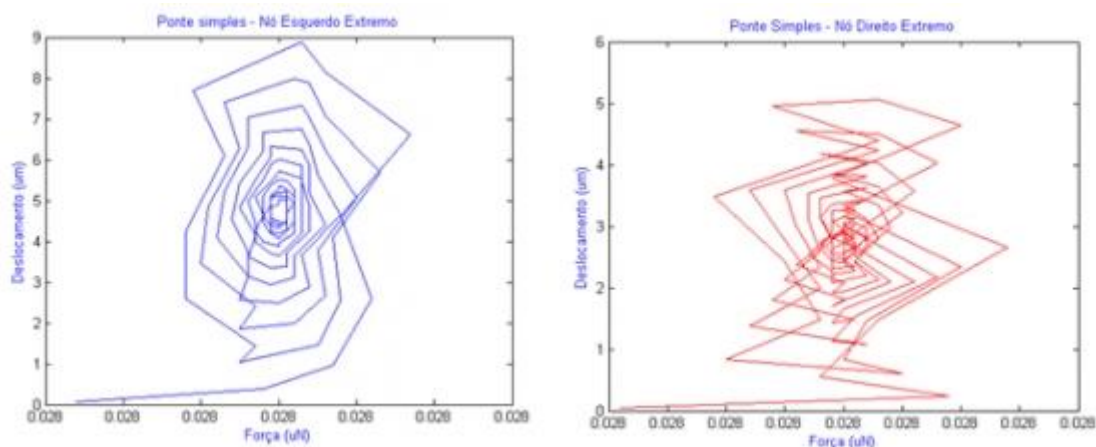 Ponte simples - Nó Esquerdo Extremo
9
8
7
6
5
4
3
2
1
0
Deslocamento (um)
0.028 0.028 0.028 0.028 0.028 0.028 0.028
Força (uN)
Ponte Simples - Nó Direito Extremo
6
5
4
3
2
1
0
Deslocamento (um)
0.028 0.028 0.028 0.028 0.028 0.028 0.028 0.028 0.028
Força (uN)